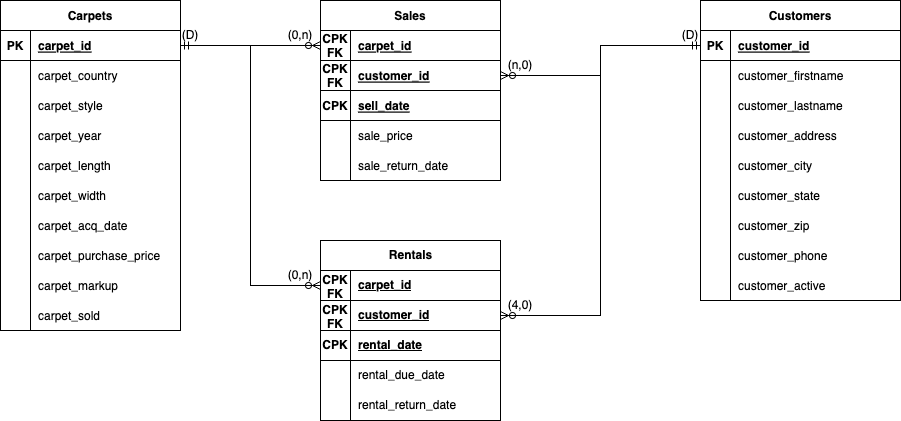 Carpets
PK carpet_id
carpet_country
carpet_style
carpet_year
carpet_length
carpet_width
carpet_acq_date
carpet_purchase_price
carpet_markup
carpet_sold
(D)
(0,n)
(0,n)
Sales
CPK
FK carpet_id
CPK
FK customer_id
CPK sell_date
sale_price
sale_return_date
Rentals
CPK
FK carpet_id
CPK
FK customer_id
CPK rental_date
rental_due_date
rental_return_date
(n,0)
(4,0)
(D)
Customers
PK customer_id
customer_firstname
customer_lastname
customer_address
customer_city
customer_state
customer_zip
customer_phone
customer_active